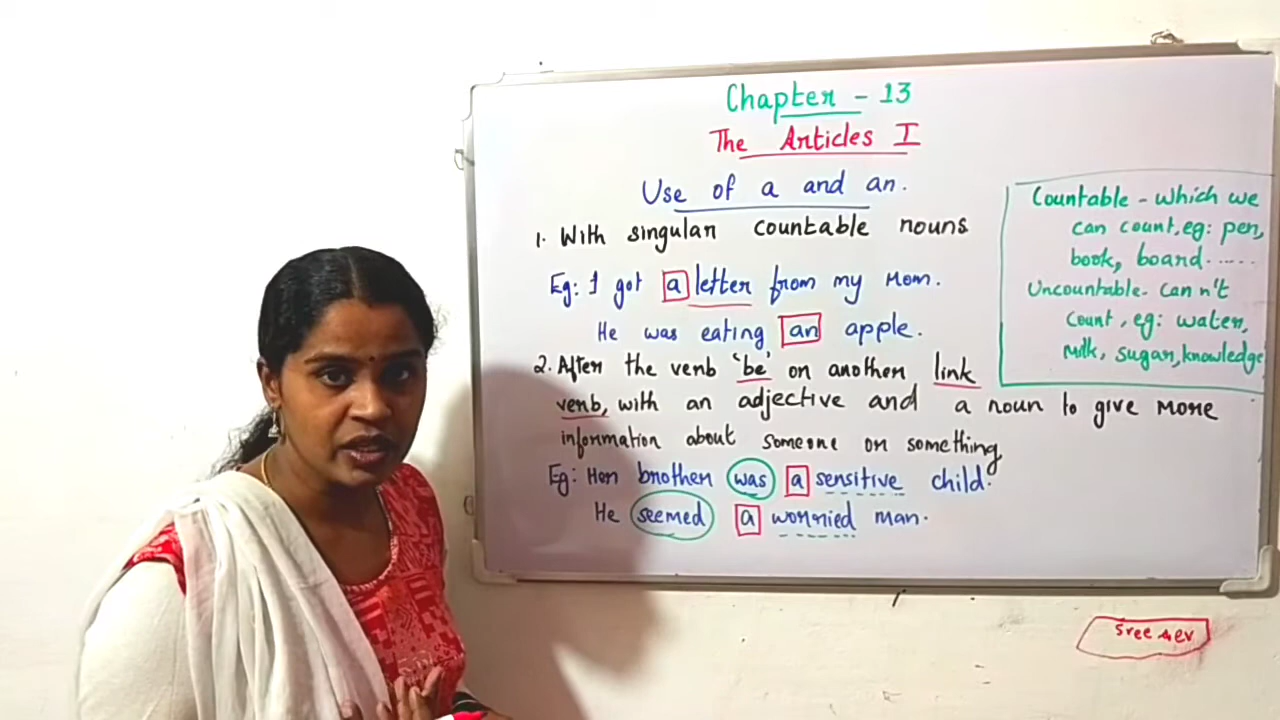 Chapter - 13
The Articles I
Use of a and an.
1. With singular countable nouns
Eg: I got a letter from my Mom.
He was eating an apple.
2. After the verb 'be' or another link
verb, with an adjective and a noun to give more
information about someone or something
Eg: Her brother was a sensitive child.
He seemed a worried man.
Countable - which we
can count, eg: pen,
book, board......
Uncountable - Can n't
count, eg: water,
Milk, sugar, knowledge
Sree